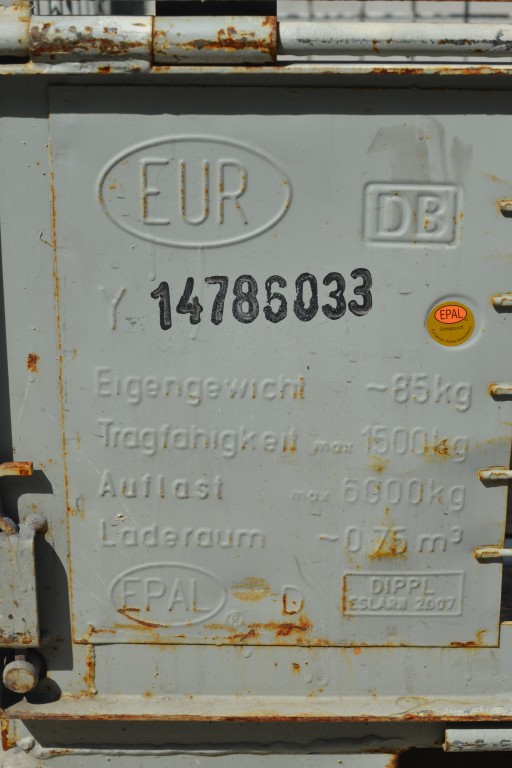 EUR
DB
Y 14786033
EPAL
Eigengewicht ~85kg
Tragfähigkeit max 1500kg
Auflast max 6000kg
Laderaum ~0,75 m³
EPAL ® D
DIPPL
ESLARN 2007